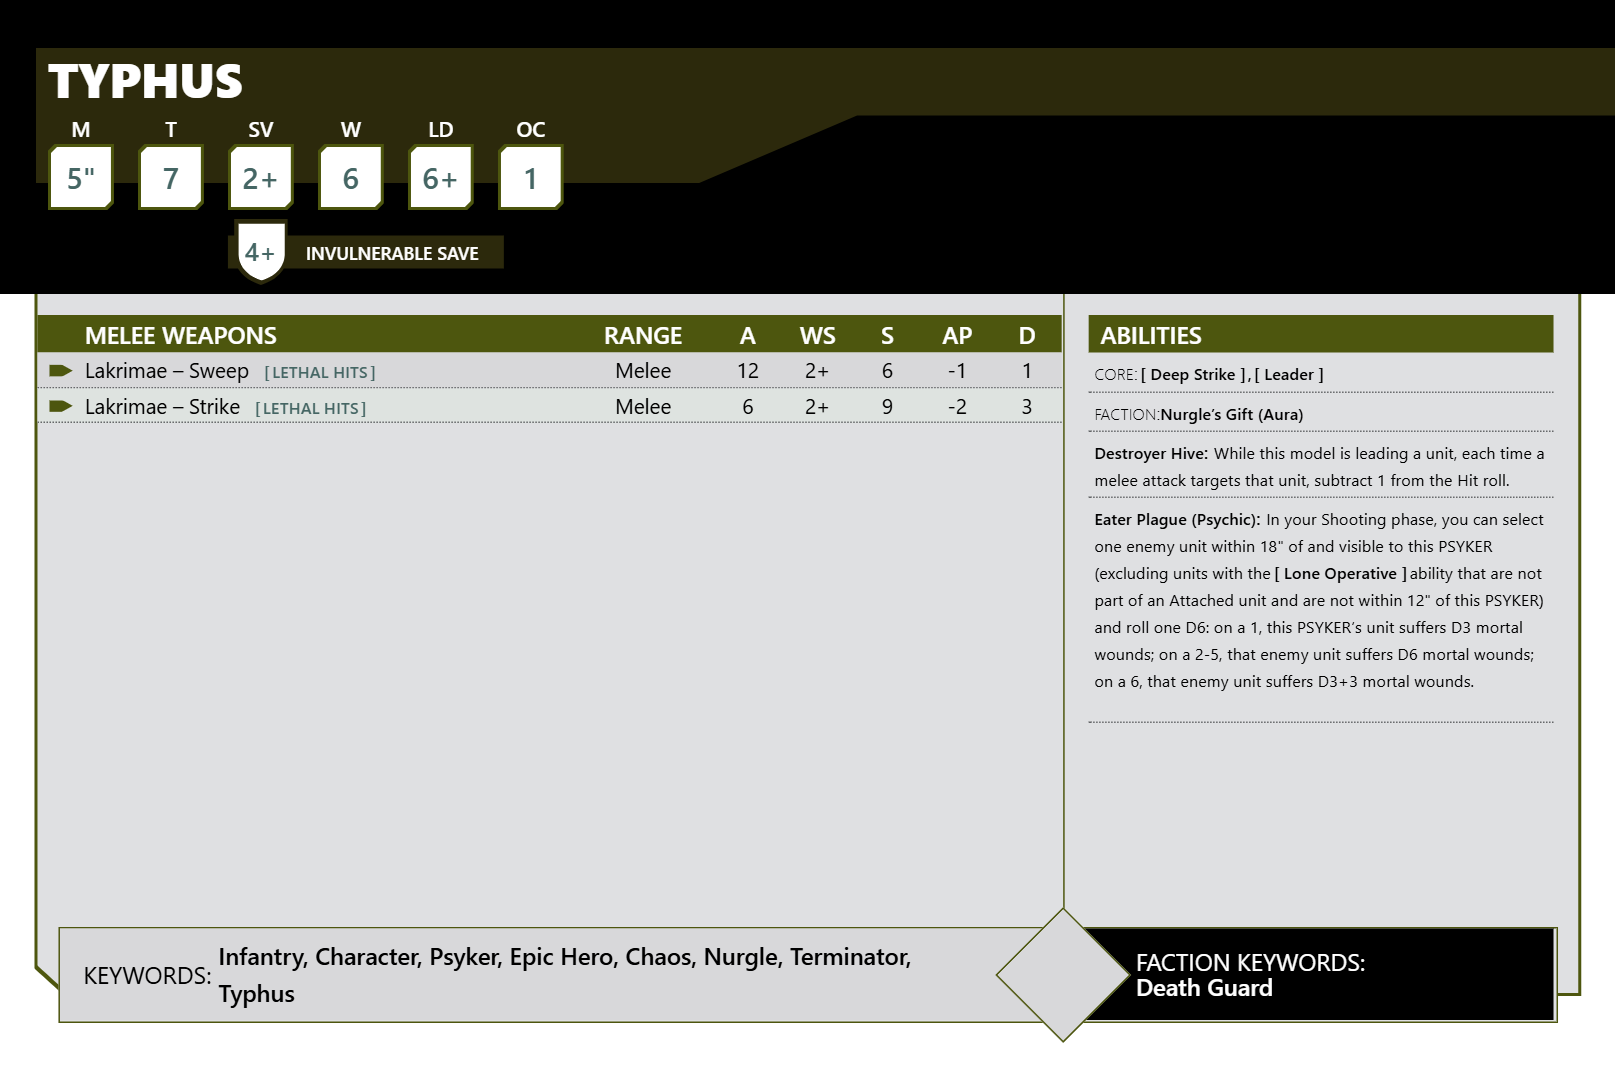 TYPHUS
M T SV W LD OC
5" 7 2+ 6 6+ 1
4+ INVULNERABLE SAVE
MELEE WEAPONS RANGE A WS S AP D
Lakrimae – Sweep [LETHAL HITS] Melee 12 2+ 6 -1 1
Lakrimae – Strike [LETHAL HITS] Melee 6 2+ 9 -2 3
ABILITIES
CORE: [ Deep Strike ], [ Leader ]
FACTION:Nurgle's Gift (Aura)
Destroyer Hive: While this model is leading a unit, each time a
melee attack targets that unit, subtract 1 from the Hit roll.
Eater Plague (Psychic): In your Shooting phase, you can select
one enemy unit within 18" of and visible to this PSYKER
(excluding units with the [ Lone Operative ] ability that are not
part of an Attached unit and are not within 12" of this PSYKER)
and roll one D6: on a 1, this PSYKER's unit suffers D3 mortal
wounds; on a 2-5, that enemy unit suffers D6 mortal wounds;
on a 6, that enemy unit suffers D3+3 mortal wounds.
KEYWORDS: Infantry, Character, Psyker, Epic Hero, Chaos, Nurgle, Terminator,
Typhus
FACTION KEYWORDS:
Death Guard